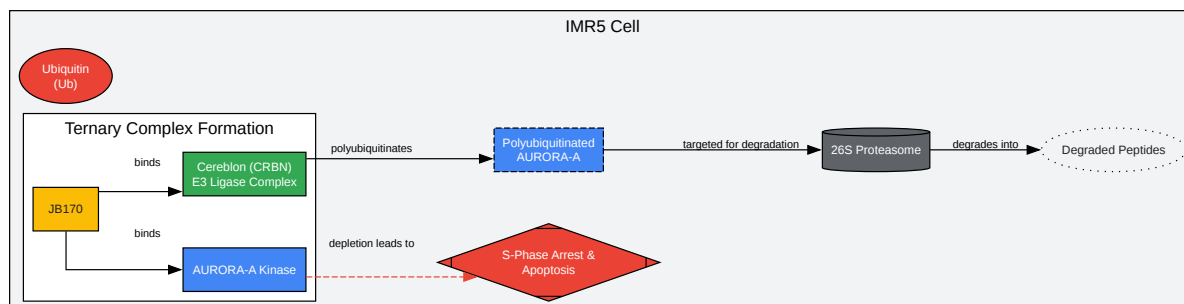 IMR5 Cell
Ubiquitin
(Ub)
Ternary Complex Formation
binds
Cereblon (CRBN)
E3 Ligase Complex
JB170
binds
AURORA-A Kinase
polyubiquitinates
Polyubiquitinated
AURORA-A
targeted for degradation
26S Proteasome
degrades into
Degraded Peptides
depletion leads to
S-Phase Arrest &
Apoptosis